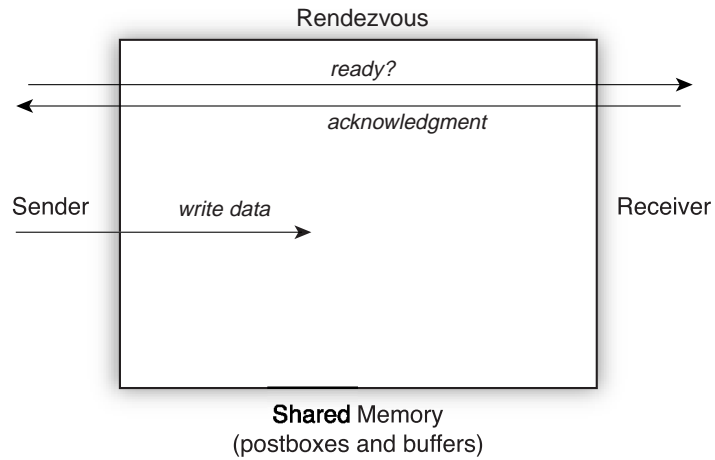 Rendezvous
ready?
acknowledgment
Sender
write data
Receiver
Shared Memory
(postboxes and buffers)